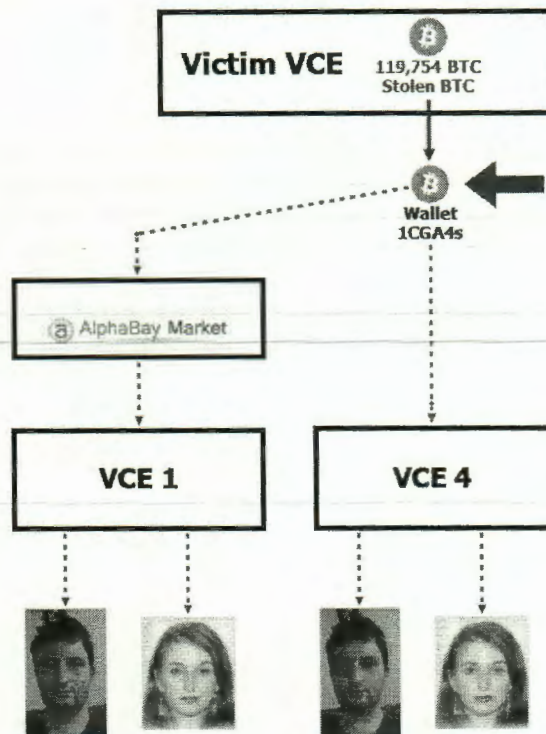 Victim VCE
119,754 BTC
Stolen BTC
Wallet
1CGA4s
AlphaBay Market
VCE 1
VCE 4